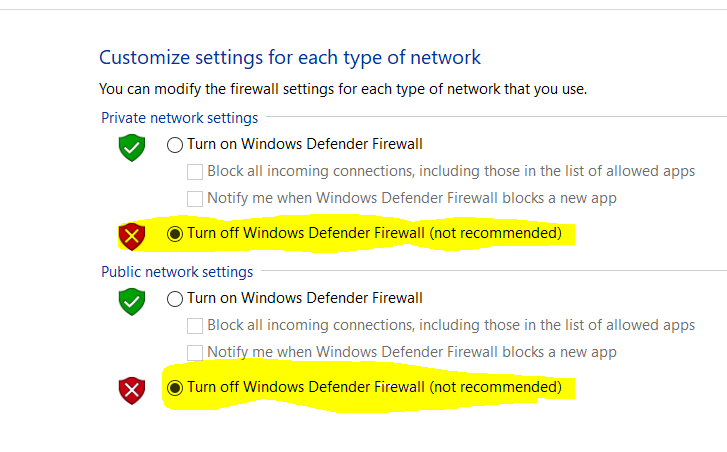 Customize settings for each type of network
You can modify the firewall settings for each type of network that you use.
Private network settings
Turn on Windows Defender Firewall
Block all incoming connections, including those in the list of allowed apps
Notify me when Windows Defender Firewall blocks a new app
Turn off Windows Defender Firewall (not recommended)
Public network settings
Turn on Windows Defender Firewall
Block all incoming connections, including those in the list of allowed apps
Notify me when Windows Defender Firewall blocks a new app
Turn off Windows Defender Firewall (not recommended)